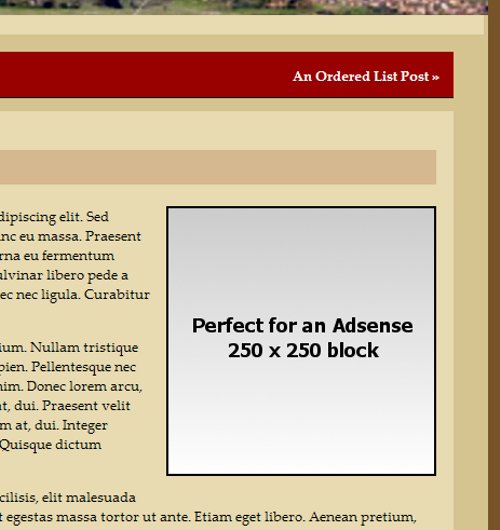 An Ordered List Post »
dipiscing elit. Sed
nc eu massa. Praesent
rna eu fermentum
ulvinar libero pede a
ec nec ligula. Curabitur
Perfect for an Adsense
250 x 250 block
ium. Nullam tristique
pien. Pellentesque nec
nim. Donec lorem arcu,
at, dui. Praesent velit
m at, dui. Integer
Quisque dictum
cilisis, elit malesuada
t egestas massa tortor ut ante. Etiam eget libero. Aenean pretium,